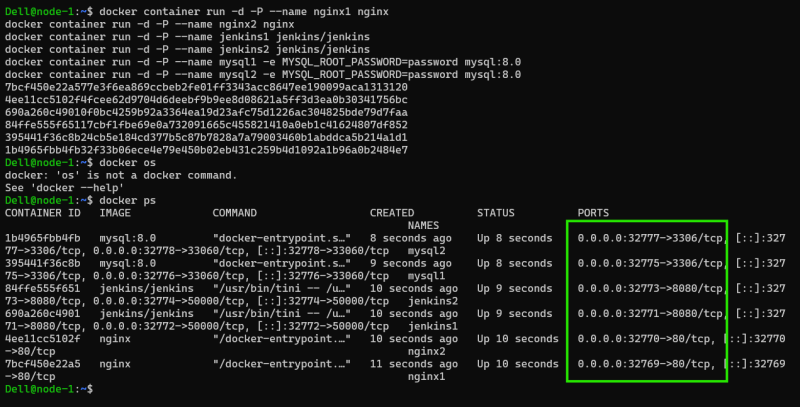 Dell@node-1:~$ docker container run -d -P --name nginx1 nginx
docker container run -d -P --name nginx2 nginx
docker container run -d -P --name jenkins1 jenkins/jenkins
docker container run -d -P --name jenkins2 jenkins/jenkins
docker container run -d -P --name mysql1 -e MYSQL_ROOT_PASSWORD=password mysql:8.0
docker container run -d -P --name mysql2 -e MYSQL_ROOT_PASSWORD=password mysql:8.0
7bcf450e22a577e3f6ea869ccbeb2fe01ff3343acc8647ee190099aca1313120
4ee11cc5102f4fcee62d9704d6deebf9b9ee8d08621a5ff3d3ea0b30341756bc
690a260c49010f0bc4259b92a3364ea19d23afc75d1226ac304825bde79d7faa
84ffe555f65117cbf1fbe69e0a732091665c455821410a0eb1c41624807df852
395441f36c8b24cb5e184cd377b5c87b7828a7a79003460b1abddca5b214a1d1
1b4965fbb4fb32f33b06ece4e79e450b02eb431c259b4d1092a1b96a0b2484e7
Dell@node-1:~$ docker os
docker: 'os' is not a docker command.
See 'docker --help'
Dell@node-1:~$ docker ps
CONTAINER ID   IMAGE             COMMAND                  CREATED          STATUS          PORTS
                                 NAMES
1b4965fbb4fb   mysql:8.0         "docker-entrypoint.s…"   8 seconds ago    Up 8 seconds    0.0.0.0:32777->3306/tcp, [::]:327
77->3306/tcp, 0.0.0.0:32778->33060/tcp, [::]:32778->33060/tcp   mysql2
395441f36c8b   mysql:8.0         "docker-entrypoint.s…"   9 seconds ago    Up 8 seconds    0.0.0.0:32775->3306/tcp, [::]:327
75->3306/tcp, 0.0.0.0:32776->33060/tcp, [::]:32776->33060/tcp   mysql1
84ffe555f651   jenkins/jenkins   "/usr/bin/tini -- /u…"   10 seconds ago   Up 9 seconds    0.0.0.0:32773->8080/tcp, [::]:327
73->8080/tcp, 0.0.0.0:32774->50000/tcp, [::]:32774->50000/tcp   jenkins2
690a260c4901   jenkins/jenkins   "/usr/bin/tini -- /u…"   10 seconds ago   Up 9 seconds    0.0.0.0:32771->8080/tcp, [::]:327
71->8080/tcp, 0.0.0.0:32772->50000/tcp, [::]:32772->50000/tcp   jenkins1
4ee11cc5102f   nginx             "/docker-entrypoint.…"   10 seconds ago   Up 10 seconds   0.0.0.0:32770->80/tcp, [::]:32770
->80/tcp                         nginx2
7bcf450e22a5   nginx             "/docker-entrypoint.…"   11 seconds ago   Up 10 seconds   0.0.0.0:32769->80/tcp, [::]:32769
->80/tcp                         nginx1
Dell@node-1:~$